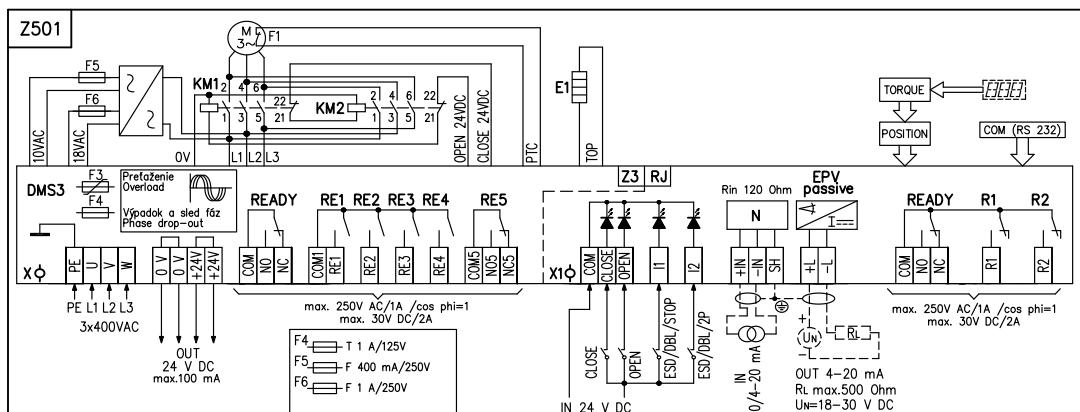 Z501
M
3~
F1
F5
F6
KM1
2 4 6
22
1 3 5
21
KM2
2 4 6
22
1 3 5
21
E1
TORQUE
POSITION
COM (RS 232)
10VAC
18VAC
0V
L1 L2 L3
OPEN 24VDC
CLOSE 24VDC
PTC
TOP
DMS3
F3
F4
Preťaženie
Overload
Výpadok a sled fáz
Phase drop-out
READY
RE1 RE2 RE3 RE4
RE5
Z3 RJ
Rin 120 Ohm
N
EPV
passive
I
READY
R1
R2
X
PE
U
V
W
0 V
0 V
+24V
+24V
COM
NO
NC
COM1
RE1
RE2
RE3
RE4
COM5
NO5
NC5
X1
COM
CLOSE
OPEN
I1
I2
+IN
-IN
SH
+L
-L
COM
NO
NC
R1
R2
PE L1 L2 L3
3x400VAC
OUT
24 V DC
max.100 mA
max. 250V AC/1A /cos phi=1
max. 30V DC/2A
F4 T 1 A/125V
F5 F 400 mA/250V
F6 F 1 A/250V
CLOSE
OPEN
ESD/DBL/STOP
ESD/DBL/2P
IN 24 V DC
IN
0/4-20 mA
+
UN
-
RL
OUT 4-20 mA
RL max.500 Ohm
UN=18-30 V DC
max. 250V AC/1A /cos phi=1
max. 30V DC/2A